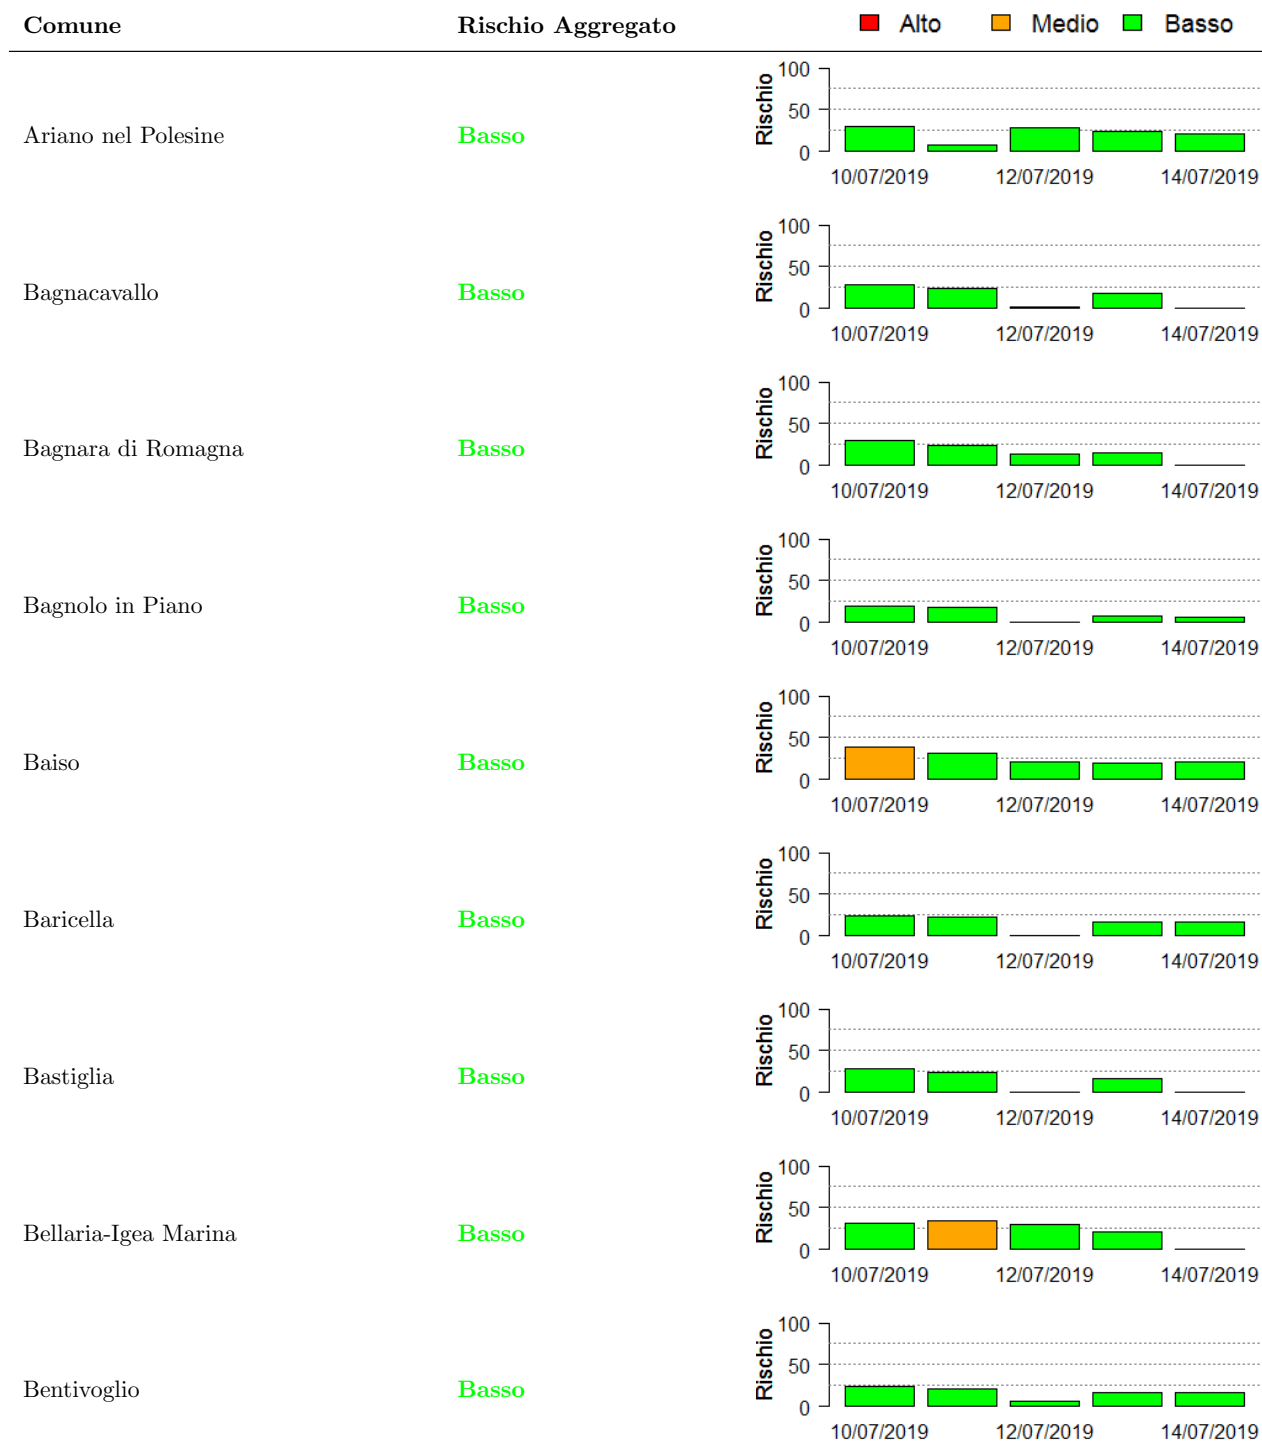 Comune Rischio Aggregato Alto Medio Basso
Ariano nel Polesine Basso Rischio 100 50 0
10/07/2019 12/07/2019 14/07/2019
Bagnacavallo Basso Rischio 100 50 0
10/07/2019 12/07/2019 14/07/2019
Bagnara di Romagna Basso Rischio 100 50 0
10/07/2019 12/07/2019 14/07/2019
Bagnolo in Piano Basso Rischio 100 50 0
10/07/2019 12/07/2019 14/07/2019
Baiso Basso Rischio 100 50 0
10/07/2019 12/07/2019 14/07/2019
Baricella Basso Rischio 100 50 0
10/07/2019 12/07/2019 14/07/2019
Bastiglia Basso Rischio 100 50 0
10/07/2019 12/07/2019 14/07/2019
Bellaria-Igea Marina Basso Rischio 100 50 0
10/07/2019 12/07/2019 14/07/2019
Bentivoglio Basso Rischio 100 50 0
10/07/2019 12/07/2019 14/07/2019